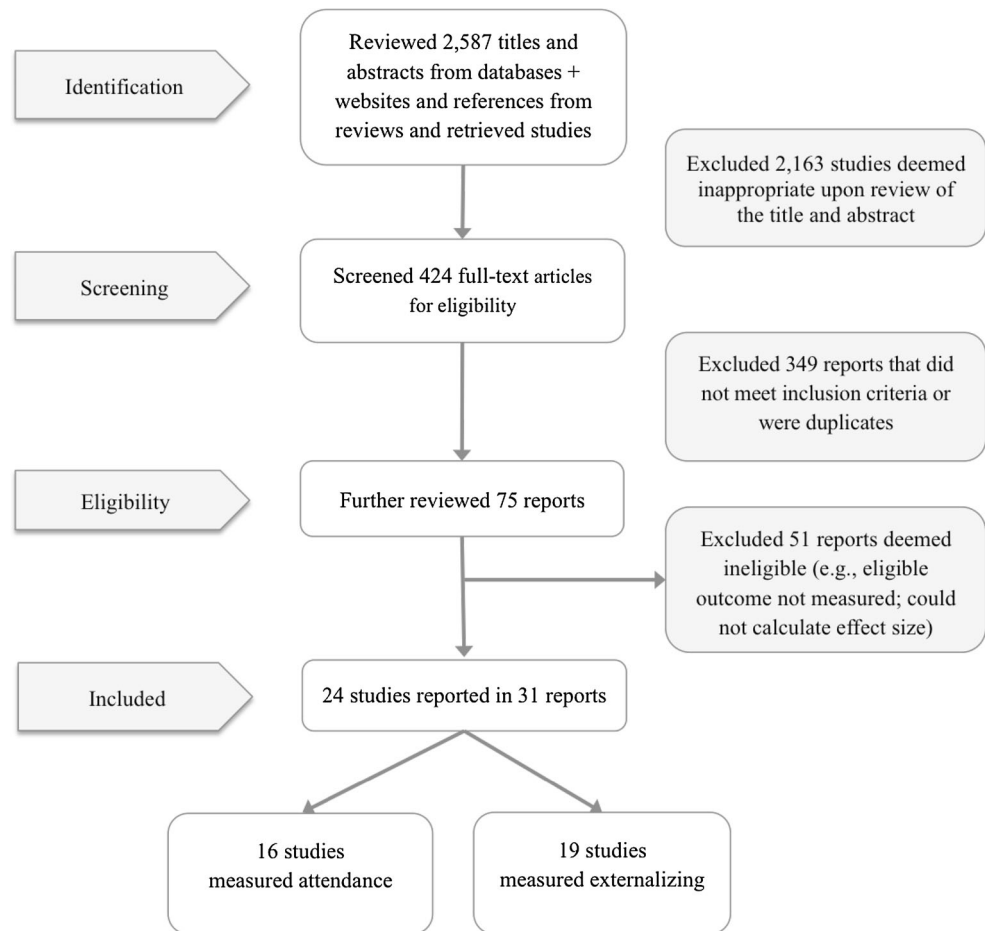 Identification
Reviewed 2,587 titles and
abstracts from databases +
websites and references from
reviews and retrieved studies
Excluded 2,163 studies deemed
inappropriate upon review of
the title and abstract
Screening
Screened 424 full-text articles
for eligibility
Excluded 349 reports that did
not meet inclusion criteria or
were duplicates
Eligibility
Further reviewed 75 reports
Excluded 51 reports deemed
ineligible (e.g., eligible
outcome not measured; could
not calculate effect size)
Included
24 studies reported in 31 reports
16 studies
measured attendance
19 studies
measured externalizing